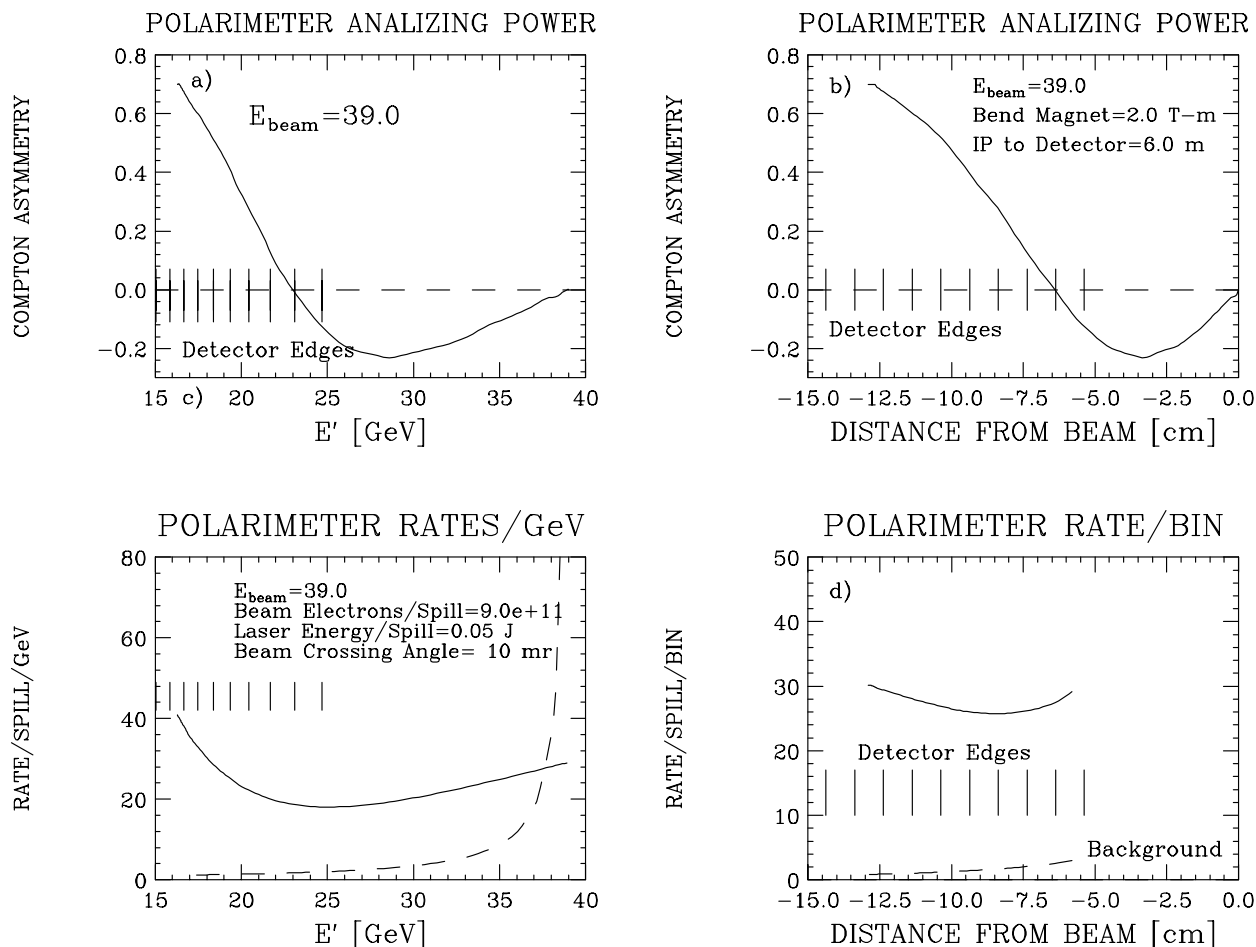 POLARIMETER ANALIZING POWER
COMPTON ASYMMETRY
0.8
0.6
0.4
0.2
0.0
−0.2
a)
E_beam=39.0
Detector Edges
15 c) 20 25 30 35 40
E′ [GeV]
POLARIMETER ANALIZING POWER
COMPTON ASYMMETRY
0.8
0.6
0.4
0.2
0.0
−0.2
b)
E_beam=39.0
Bend Magnet=2.0 T−m
IP to Detector=6.0 m
Detector Edges
−15.0 −12.5 −10.0 −7.5 −5.0 −2.5 0.0
DISTANCE FROM BEAM [cm]
POLARIMETER RATES/GeV
RATE/SPILL/GeV
80
60
40
20
0
E_beam=39.0
Beam Electrons/Spill=9.0e+11
Laser Energy/Spill=0.05 J
Beam Crossing Angle= 10 mr
15 20 25 30 35 40
E′ [GeV]
POLARIMETER RATE/BIN
RATE/SPILL/BIN
50
40
30
20
10
0
d)
Detector Edges
Background
−15.0 −12.5 −10.0 −7.5 −5.0 −2.5 0.0
DISTANCE FROM BEAM [cm]